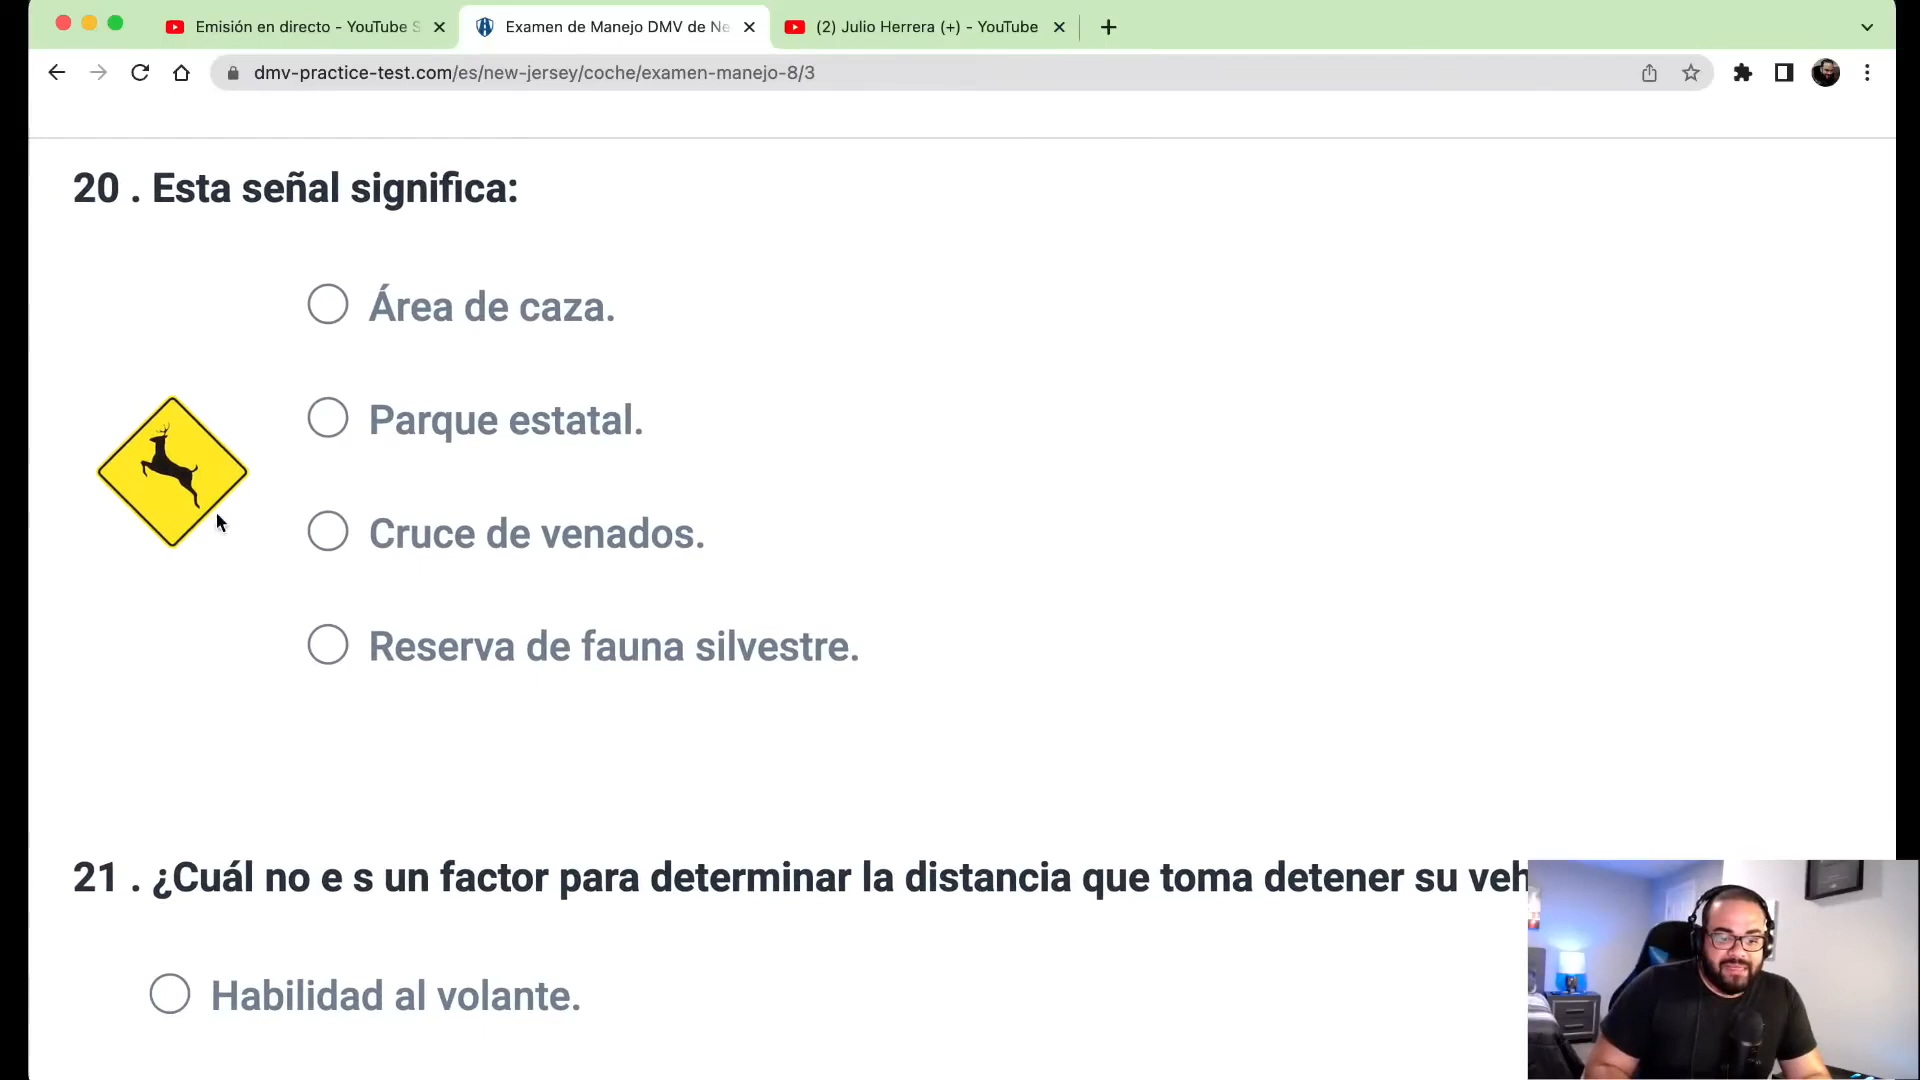 Emisión en directo - YouTube S
Examen de Manejo DMV de Ne
(2) Julio Herrera (+) - YouTube
dmv-practice-test.com/es/new-jersey/coche/examen-manejo-8/3
20 . Esta señal significa:
Área de caza.
Parque estatal.
Cruce de venados.
Reserva de fauna silvestre.
21 . ¿Cuál no e s un factor para determinar la distancia que toma detener su veh
Habilidad al volante.